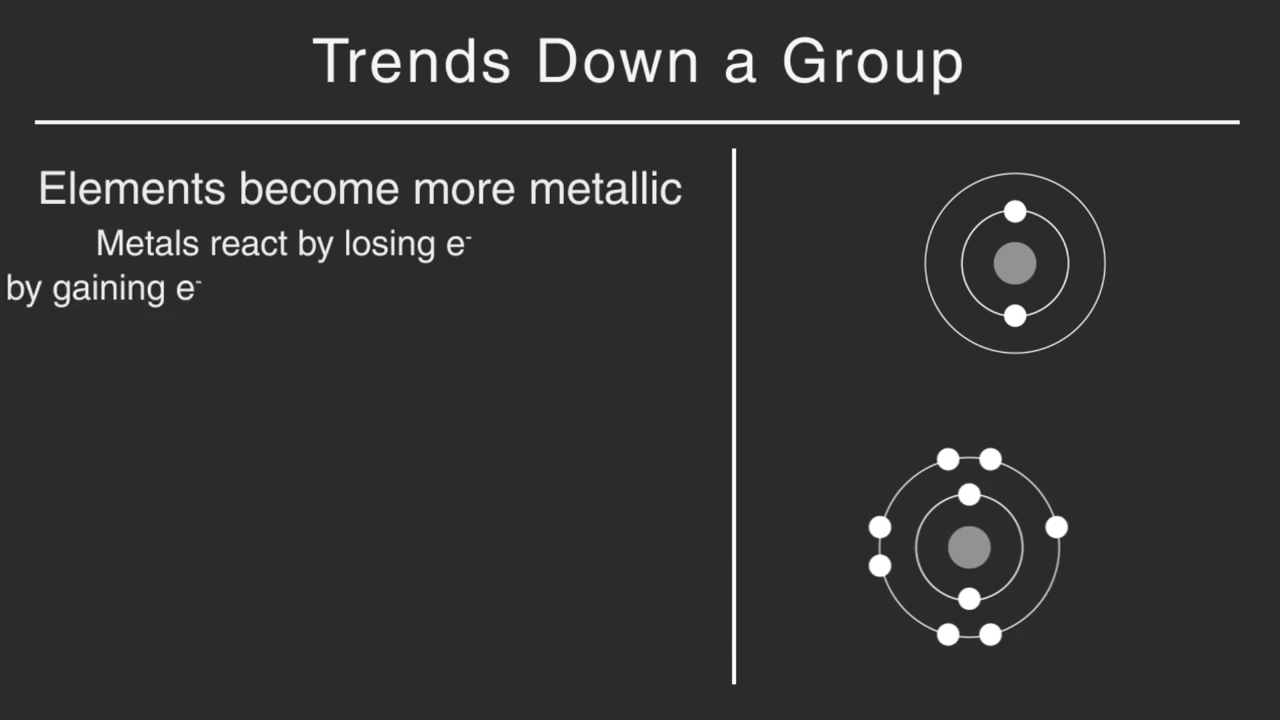 Trends Down a Group
Elements become more metallic
Metals react by losing e⁻
by gaining e⁻